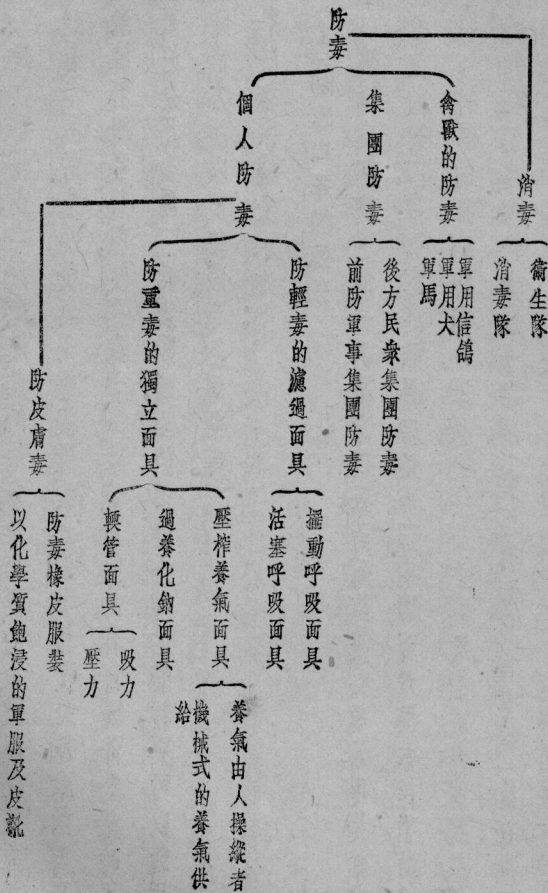 防毒
消毒
衛生隊
消毒隊
禽獸的防毒
軍用信鴿
軍用犬
軍馬
集團防毒
後方民衆集團防毒
前防軍事集團防毒
個人防毒
防輕毒的濾過面具
擺動呼吸面具
活塞呼吸面具
防重毒的獨立面具
壓榨養氣面具
養氣由人操縱者
機械式的養氣供
給
過養化鈉面具
輭管面具
吸力
壓力
防皮膚毒
防毒橡皮服裝
以化學質飽浸的軍服及皮靴